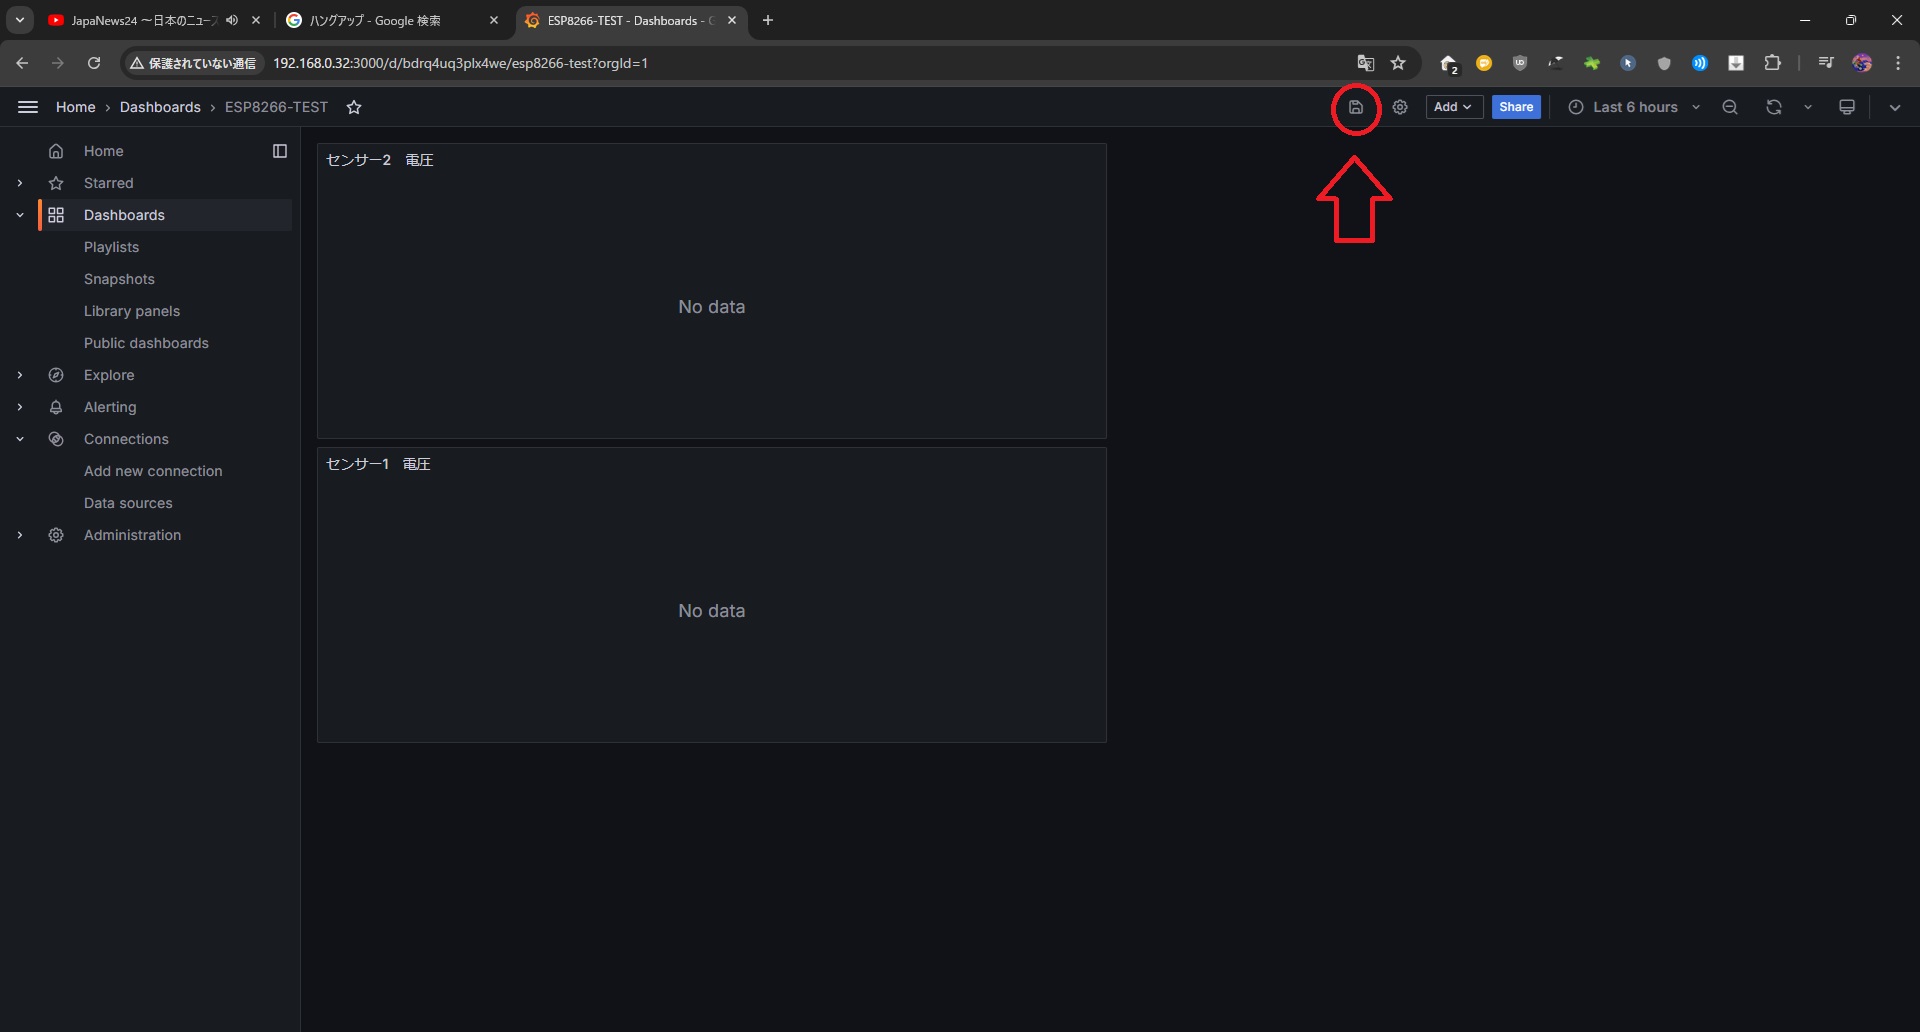 JapaNews24 ～日本のニュース
ハングアップ - Google 検索
ESP8266-TEST - Dashboards - G
保護されていない通信
192.168.0.32:3000/d/bdrq4uq3plx4we/esp8266-test?orgId=1
2
Home › Dashboards › ESP8266-TEST
Add
Share
Last 6 hours
Home
Starred
Dashboards
Playlists
Snapshots
Library panels
Public dashboards
Explore
Alerting
Connections
Add new connection
Data sources
Administration
センサー2　電圧
No data
センサー1　電圧
No data